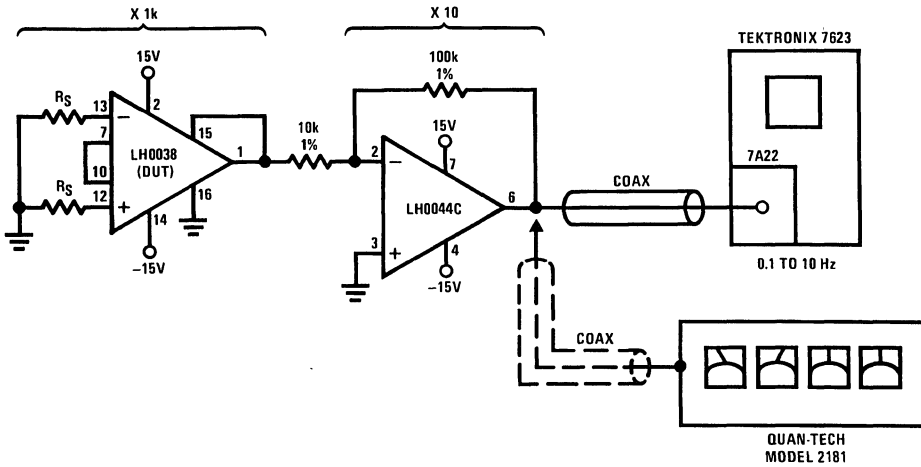 X 1k
X 10
TEKTRONIX 7623
100k
1%
15V
15V
RS
13
2
15
10k
1%
7A22
7
LH0038
(DUT)
1
2
7
COAX
10
LH0044C
6
RS
12
16
14
3
4
-15V
-15V
0.1 TO 10 Hz
COAX
QUAN-TECH
MODEL 2181